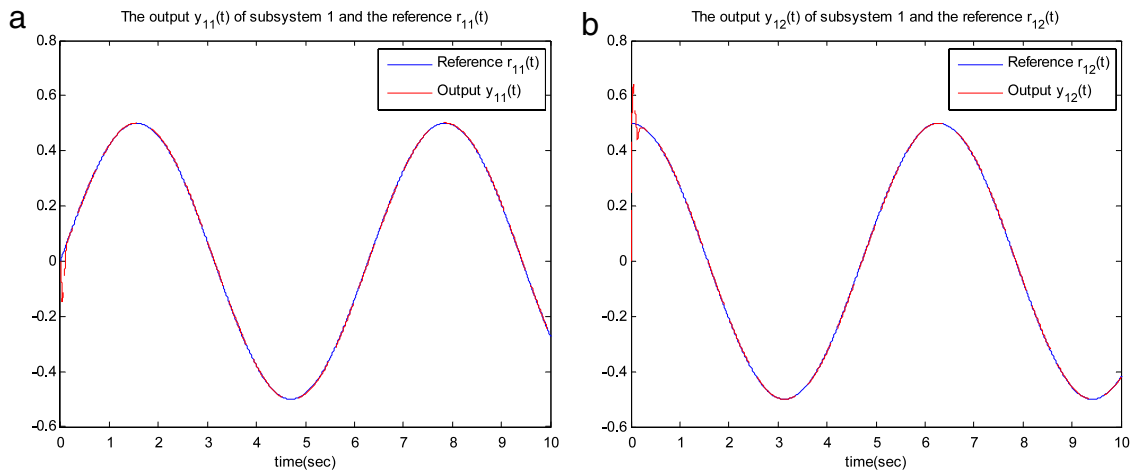 a
The output y11(t) of subsystem 1 and the reference r11(t)
0.8
0.6
0.4
0.2
0
-0.2
-0.4
-0.6
Reference r11(t)
Output y11(t)
0 1 2 3 4 5 6 7 8 9 10
time(sec)
b
The output y12(t) of subsystem 1 and the reference r12(t)
0.8
0.6
0.4
0.2
0
-0.2
-0.4
-0.6
Reference r12(t)
Output y12(t)
0 1 2 3 4 5 6 7 8 9 10
time(sec)